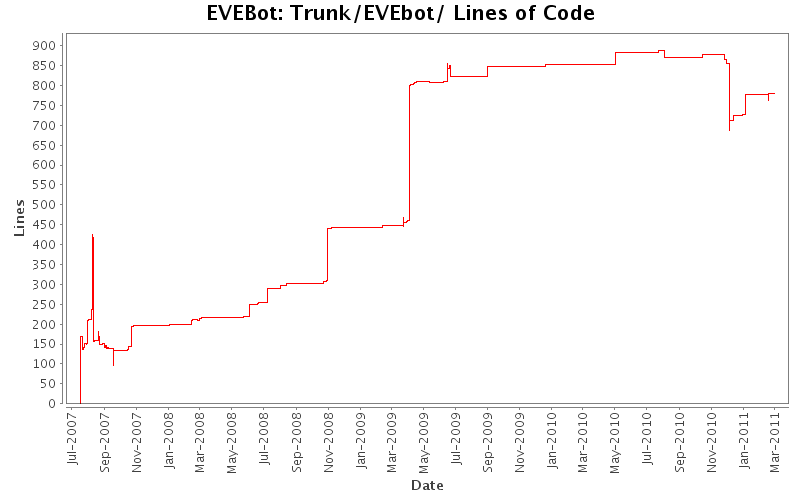 EVEBot: Trunk/EVEbot/ Lines of Code
Lines
900
850
800
750
700
650
600
550
500
450
400
350
300
250
200
150
100
50
0
Jul-2007
Sep-2007
Nov-2007
Jan-2008
Mar-2008
May-2008
Jul-2008
Sep-2008
Nov-2008
Jan-2009
Mar-2009
May-2009
Jul-2009
Sep-2009
Nov-2009
Jan-2010
Mar-2010
May-2010
Jul-2010
Sep-2010
Nov-2010
Jan-2011
Mar-2011
Date